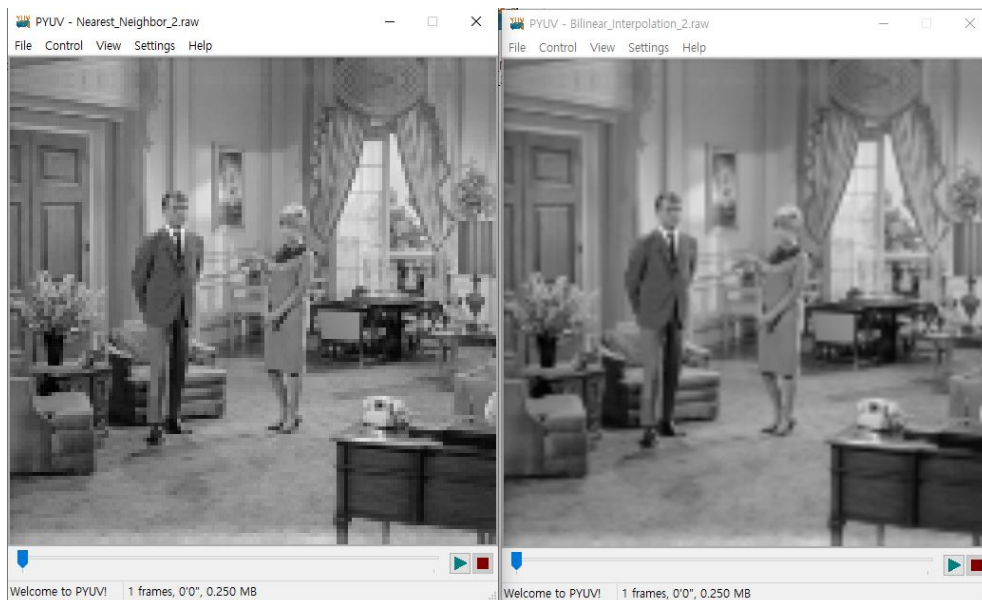 PYUV - Nearest_Neighbor_2.raw
File Control View Settings Help
Welcome to PYUV! 1 frames, 0'0", 0.250 MB
PYUV - Bilinear_Interpolation_2.raw
File Control View Settings Help
Welcome to PYUV! 1 frames, 0'0", 0.250 MB